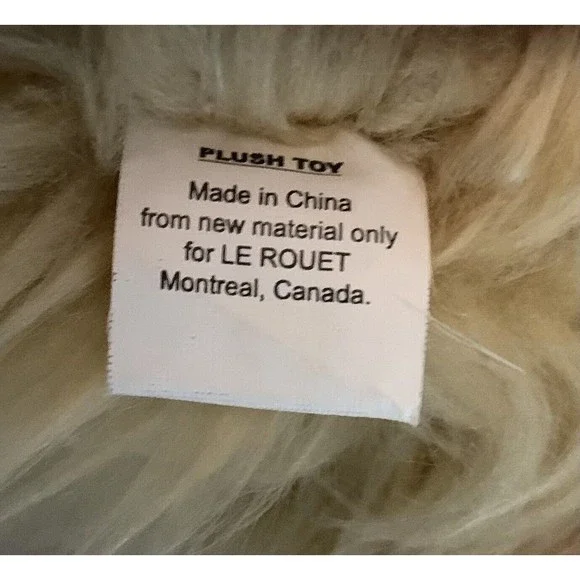 PLUSH TOY
Made in China
from new material only
for LE ROUET
Montreal, Canada.